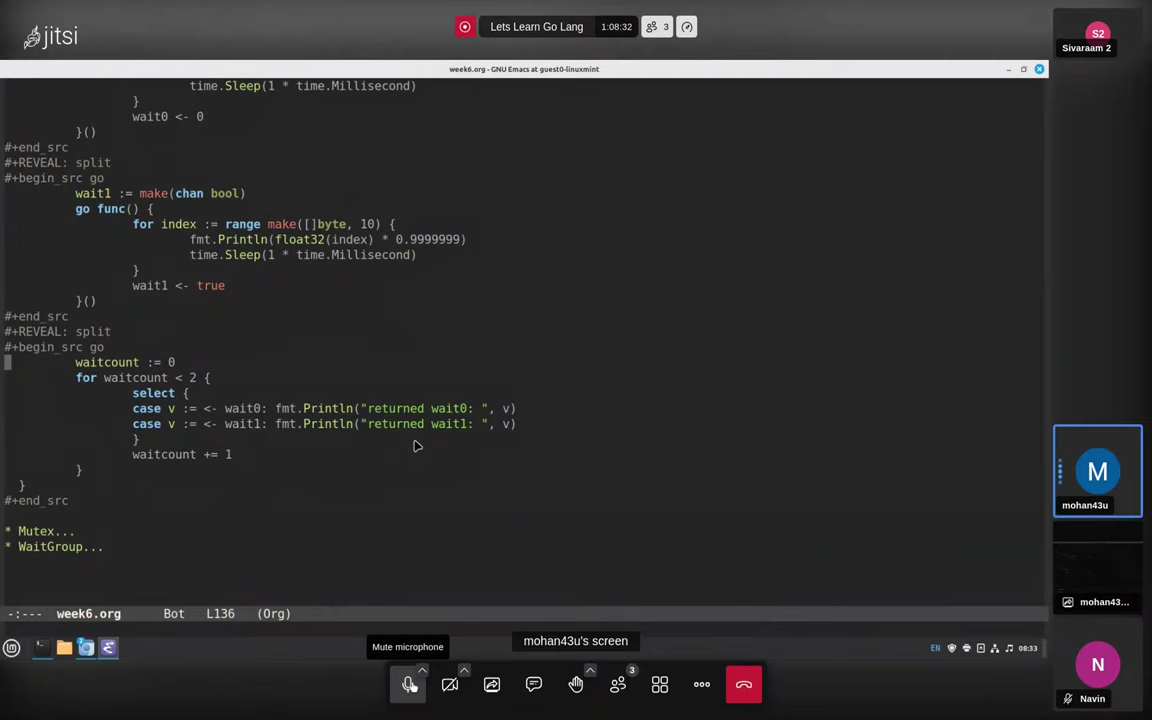 jitsi
Lets Learn Go Lang
1:08:32
3
S2
Sivaraam 2
week6.org - GNU Emacs at guest0-linuxmint
time.Sleep(1 * time.Millisecond)
}
wait0 <- 0
}()
#+end_src
#+REVEAL: split
#+begin_src go
wait1 := make(chan bool)
go func() {
for index := range make([]byte, 10) {
fmt.Println(float32(index) * 0.9999999)
time.Sleep(1 * time.Millisecond)
}
wait1 <- true
}()
#+end_src
#+REVEAL: split
#+begin_src go
waitcount := 0
for waitcount < 2 {
select {
case v := <- wait0: fmt.Println("returned wait0: ", v)
case v := <- wait1: fmt.Println("returned wait1: ", v)
}
waitcount += 1
}
}
#+end_src
* Mutex...
* WaitGroup...
-:--- week6.org Bot L136 (Org)
M
mohan43u
mohan43...
EN
08:33
Mute microphone
mohan43u's screen
3
N
Navin